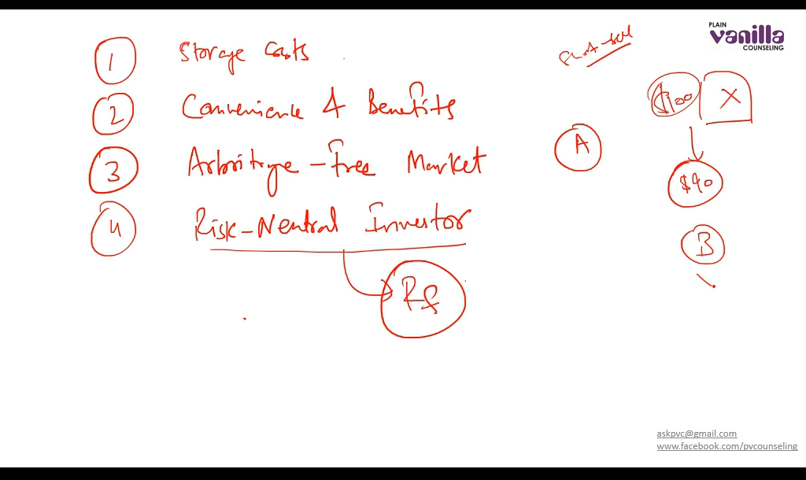 PLAIN
vanilla
COUNSELING
1 Storage Costs
2 Convenience & Benefits
3 Arbitrage-Free Market
4 Risk-Neutral Investor
Rf
A
$100 X
$90
B
askpvc@gmail.com
www.facebook.com/pvcounseling